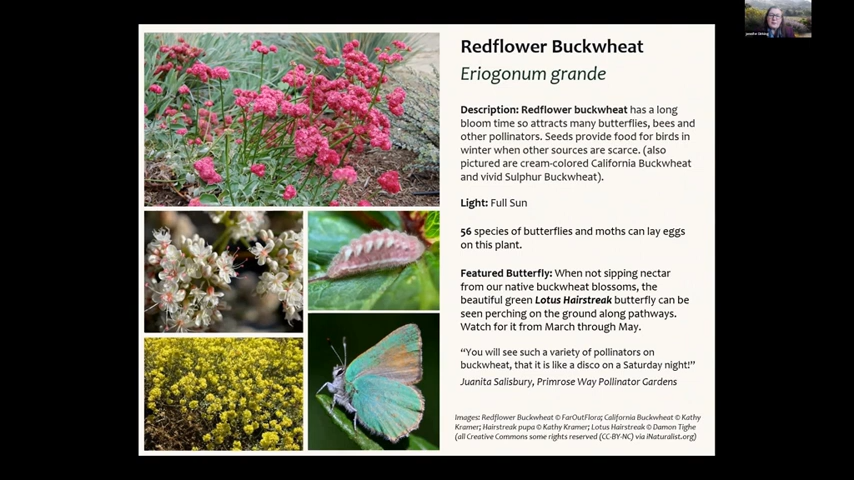 Redflower Buckwheat
Eriogonum grande
Description: Redflower buckwheat has a long
bloom time so attracts many butterflies, bees and
other pollinators. Seeds provide food for birds in
winter when other sources are scarce. (also
pictured are cream-colored California Buckwheat
and vivid Sulphur Buckwheat).
Light: Full Sun
56 species of butterflies and moths can lay eggs
on this plant.
Featured Butterfly: When not sipping nectar
from our native buckwheat blossoms, the
beautiful green Lotus Hairstreak butterfly can be
seen perching on the ground along pathways.
Watch for it from March through May.
“You will see such a variety of pollinators on
buckwheat, that it is like a disco on a Saturday night!”
Juanita Salisbury, Primrose Way Pollinator Gardens
Images: Redflower Buckwheat © FarOutFlora; California Buckwheat © Kathy
Kramer; Hairstreak pupa © Kathy Kramer; Lotus Hairstreak © Damon Tighe
(all Creative Commons some rights reserved (CC-BY-NC) via iNaturalist.org)